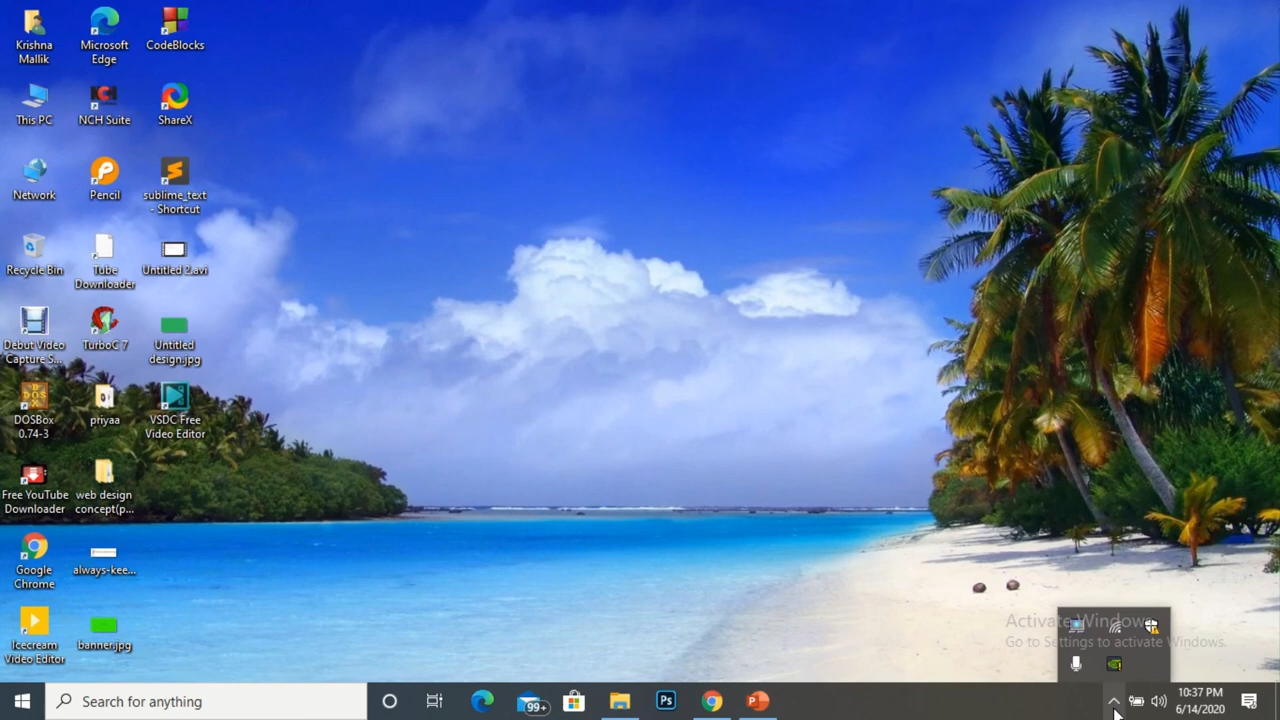 Krishna
Mallik
Microsoft
Edge
CodeBlocks
This PC
NCH Suite
ShareX
Network
Pencil
sublime_text
- Shortcut
Recycle Bin
Tube
Downloader
Untitled 2.avi
Debut Video
Capture S...
TurboC 7
Untitled
design.jpg
DOSBox
0.74-3
priyaa
VSDC Free
Video Editor
Free YouTube
Downloader
web design
concept(p...
Google
Chrome
always-kee...
Icecream
Video Editor
banner.jpg
Activate Windows
Go to Settings to activate Windows.
Search for anything
99+
Ps
P
10:37 PM
6/14/2020